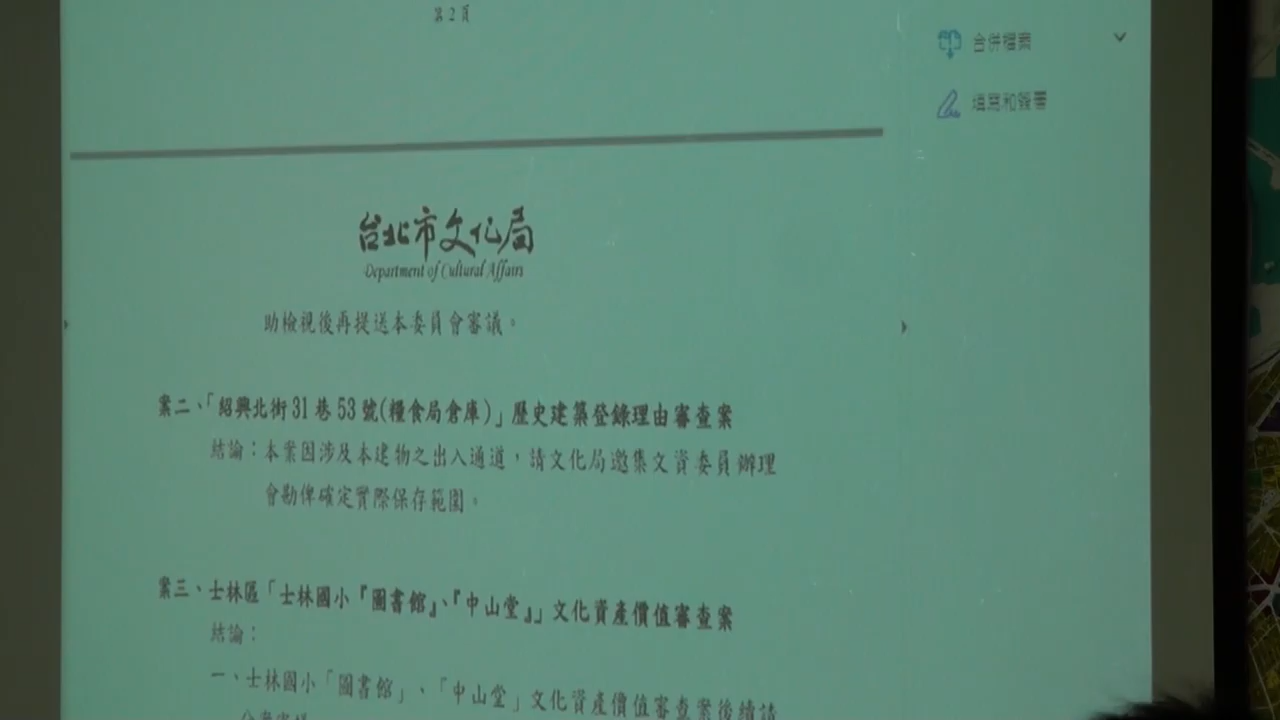 第2頁
合併檔案
填寫和簽署
台北市文化局
Department of Cultural Affairs
助檢視後再提送本委員會審議。
案二、「紹興北街31巷53號(糧食局倉庫)」歷史建築登錄理由審查案
結論：本案因涉及本建物之出入通道，請文化局邀集文資委員辦理
會勘俾確定實際保存範圍。
案三、士林區「士林國小『圖書館』、『中山堂』」文化資產價值審查案
結論：
一、士林國小「圖書館」、「中山堂」文化資產價值審查案後續請